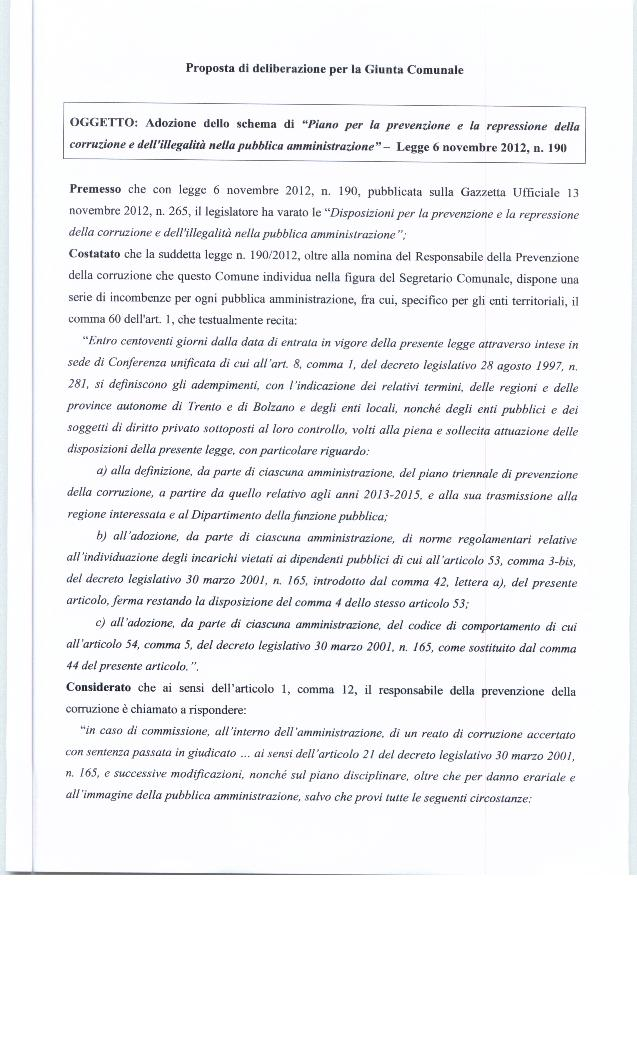 Proposta di deliberazione per la Giunta Comunale
OGGETTO: Adozione dello schema di “Piano per la prevenzione e la repressione della
corruzione e dell'illegalità nella pubblica amministrazione” – Legge 6 novembre 2012, n. 190
Premesso che con legge 6 novembre 2012, n. 190, pubblicata sulla Gazzetta Ufficiale 13
novembre 2012, n. 265, il legislatore ha varato le “Disposizioni per la prevenzione e la repressione
della corruzione e dell'illegalità nella pubblica amministrazione”;
Costatato che la suddetta legge n. 190/2012, oltre alla nomina del Responsabile della Prevenzione
della corruzione che questo Comune individua nella figura del Segretario Comunale, dispone una
serie di incombenze per ogni pubblica amministrazione, fra cui, specifico per gli enti territoriali, il
comma 60 dell'art. 1, che testualmente recita:
“Entro centoventi giorni dalla data di entrata in vigore della presente legge attraverso intese in
sede di Conferenza unificata di cui all'art. 8, comma 1, del decreto legislativo 28 agosto 1997, n.
281, si definiscono gli adempimenti, con l'indicazione dei relativi termini, delle regioni e delle
province autonome di Trento e di Bolzano e degli enti locali, nonché degli enti pubblici e dei
soggetti di diritto privato sottoposti al loro controllo, volti alla piena e sollecita attuazione delle
disposizioni della presente legge, con particolare riguardo:
a) alla definizione, da parte di ciascuna amministrazione, del piano triennale di prevenzione
della corruzione, a partire da quello relativo agli anni 2013-2015, e alla sua trasmissione alla
regione interessata e al Dipartimento della funzione pubblica;
b) all'adozione, da parte di ciascuna amministrazione, di norme regolamentari relative
all'individuazione degli incarichi vietati ai dipendenti pubblici di cui all'articolo 53, comma 3-bis,
del decreto legislativo 30 marzo 2001, n. 165, introdotto dal comma 42, lettera a), del presente
articolo, ferma restando la disposizione del comma 4 dello stesso articolo 53;
c) all'adozione, da parte di ciascuna amministrazione, del codice di comportamento di cui
all'articolo 54, comma 5, del decreto legislativo 30 marzo 2001, n. 165, come sostituito dal comma
44 del presente articolo.”.
Considerato che ai sensi dell'articolo 1, comma 12, il responsabile della prevenzione della
corruzione è chiamato a rispondere:
“in caso di commissione, all'interno dell'amministrazione, di un reato di corruzione accertato
con sentenza passata in giudicato ... ai sensi dell'articolo 21 del decreto legislativo 30 marzo 2001,
n. 165, e successive modificazioni, nonché sul piano disciplinare, oltre che per danno erariale e
all'immagine della pubblica amministrazione, salvo che provi tutte le seguenti circostanze: